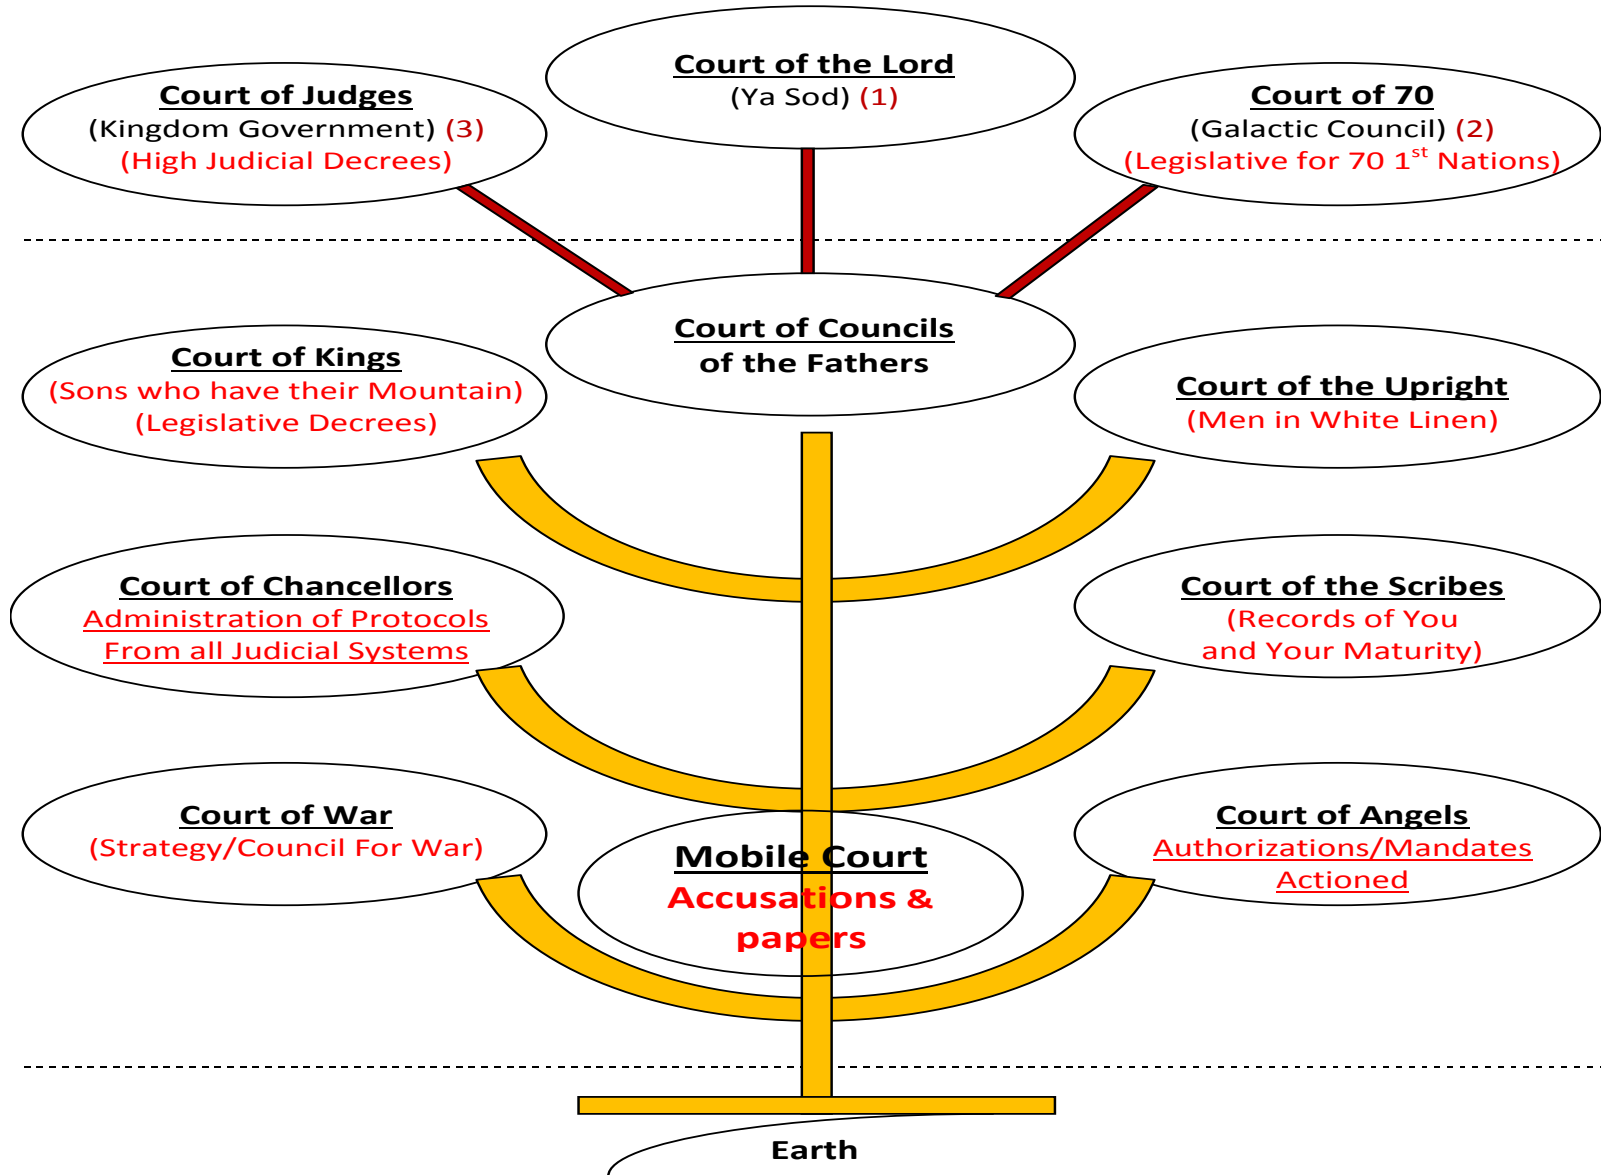 Court of the Lord
(Ya Sod) (1)
Court of Judges
(Kingdom Government) (3)
(High Judicial Decrees)
Court of 70
(Galactic Council) (2)
(Legislative for 70 1st Nations)
Court of Councils
of the Fathers
Court of Kings
(Sons who have their Mountain)
(Legislative Decrees)
Court of the Upright
(Men in White Linen)
Court of Chancellors
Administration of Protocols
From all Judicial Systems
Court of the Scribes
(Records of You
and Your Maturity)
Court of War
(Strategy/Council For War)
Mobile Court
Accusations &
papers
Court of Angels
Authorizations/Mandates
Actioned
Earth